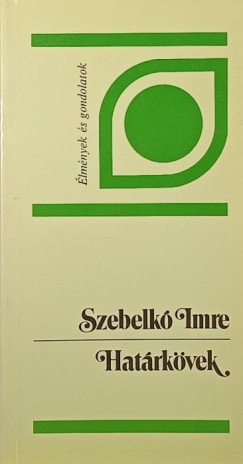 Élmények és gondolatok
Szebelkó Imre
Határkövek